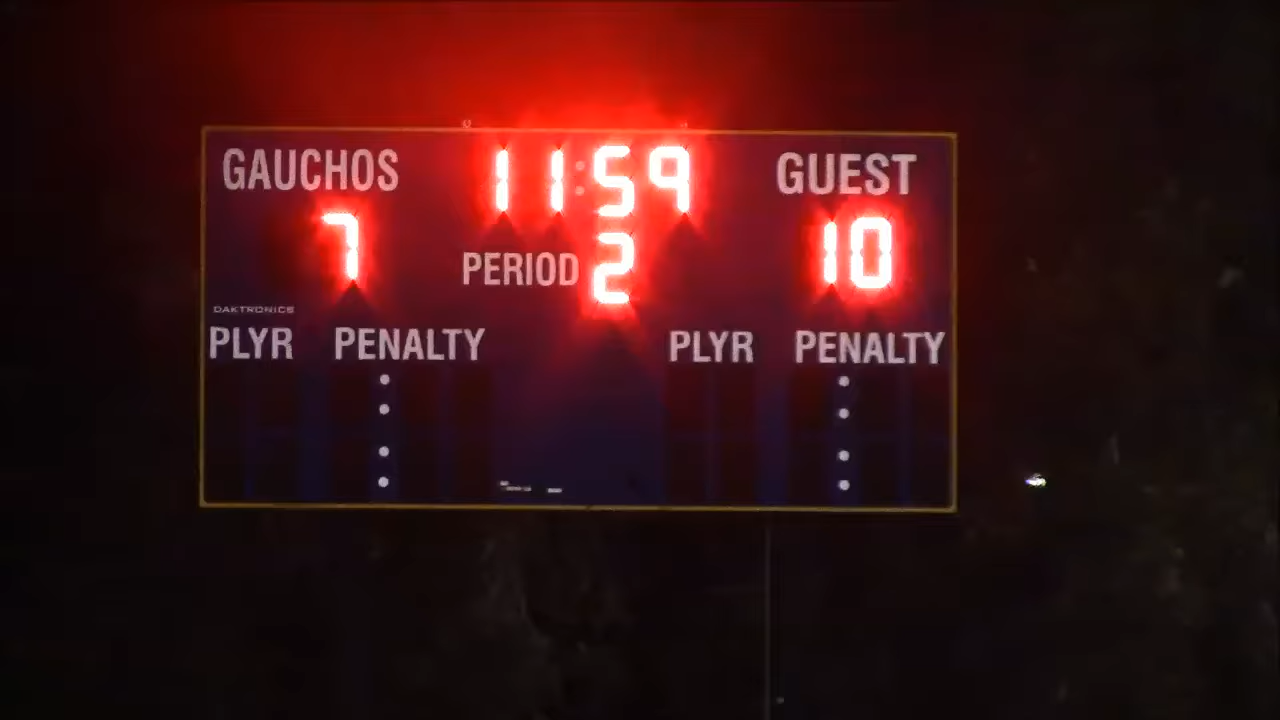 GAUCHOS 11:59 GUEST
7 PERIOD 2 10
DAKTRONICS
PLYR PENALTY PLYR PENALTY